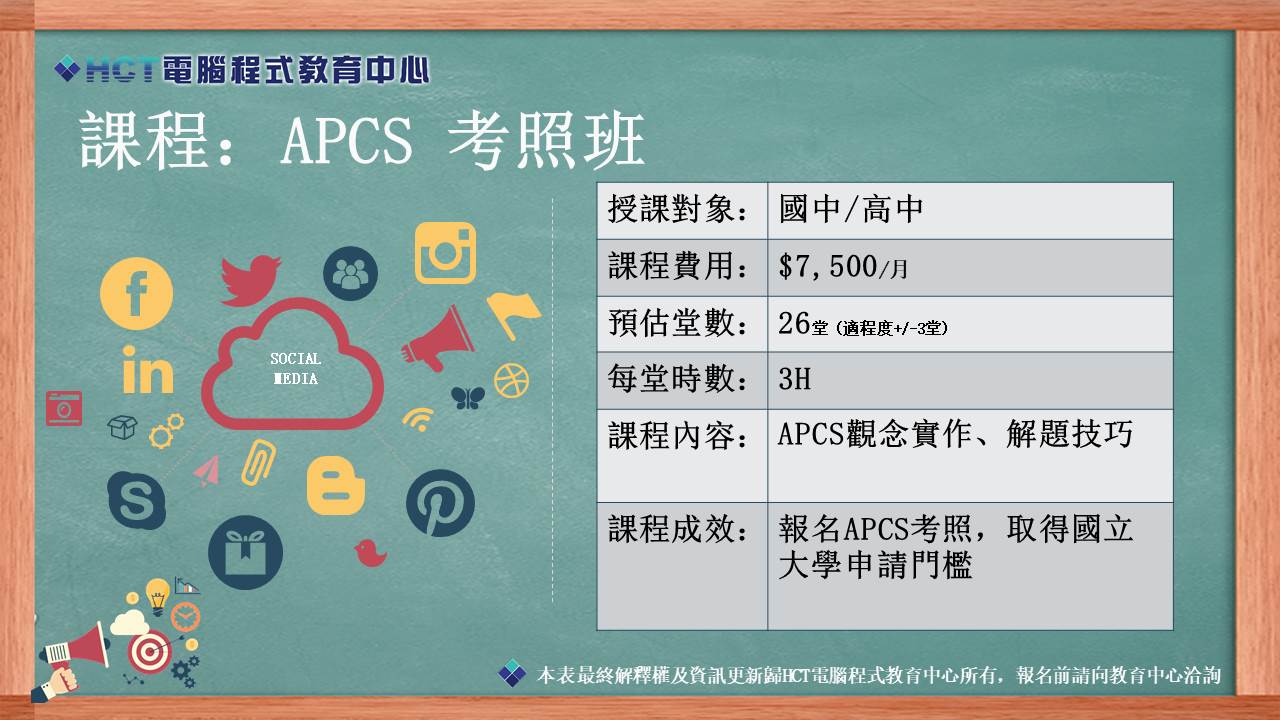 HCT電腦程式教育中心
課程：APCS 考照班
授課對象： 國中/高中
課程費用： $7,500/月
預估堂數： 26堂（適程度+/-3堂）
每堂時數： 3H
課程內容： APCS觀念實作、解題技巧
課程成效： 報名APCS考照，取得國立
大學申請門檻
SOCIAL
MEDIA
本表最終解釋權及資訊更新歸HCT電腦程式教育中心所有，報名前請向教育中心洽詢